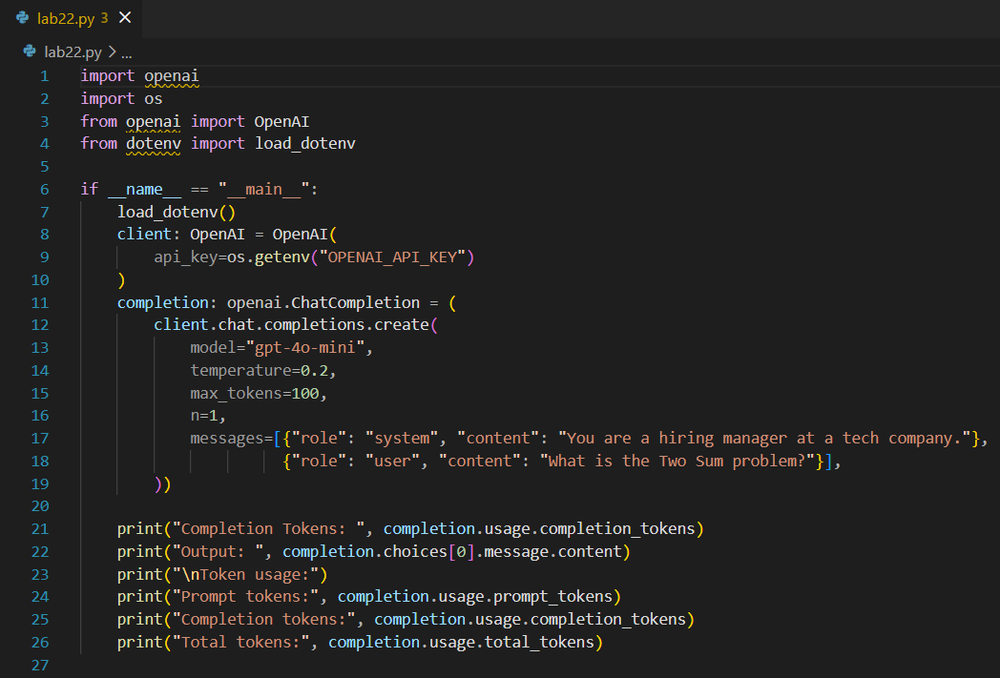 lab22.py 3 ×
lab22.py > ...
1 import openai
2 import os
3 from openai import OpenAI
4 from dotenv import load_dotenv
5
6 if __name__ == "__main__":
7     load_dotenv()
8     client: OpenAI = OpenAI(
9         api_key=os.getenv("OPENAI_API_KEY")
10     )
11     completion: openai.ChatCompletion = (
12         client.chat.completions.create(
13             model="gpt-4o-mini",
14             temperature=0.2,
15             max_tokens=100,
16             n=1,
17             messages=[{"role": "system", "content": "You are a hiring manager at a tech company."},
18                       {"role": "user", "content": "What is the Two Sum problem?"}],
19         ))
20
21     print("Completion Tokens: ", completion.usage.completion_tokens)
22     print("Output: ", completion.choices[0].message.content)
23     print("\nToken usage:")
24     print("Prompt tokens:", completion.usage.prompt_tokens)
25     print("Completion tokens:", completion.usage.completion_tokens)
26     print("Total tokens:", completion.usage.total_tokens)
27